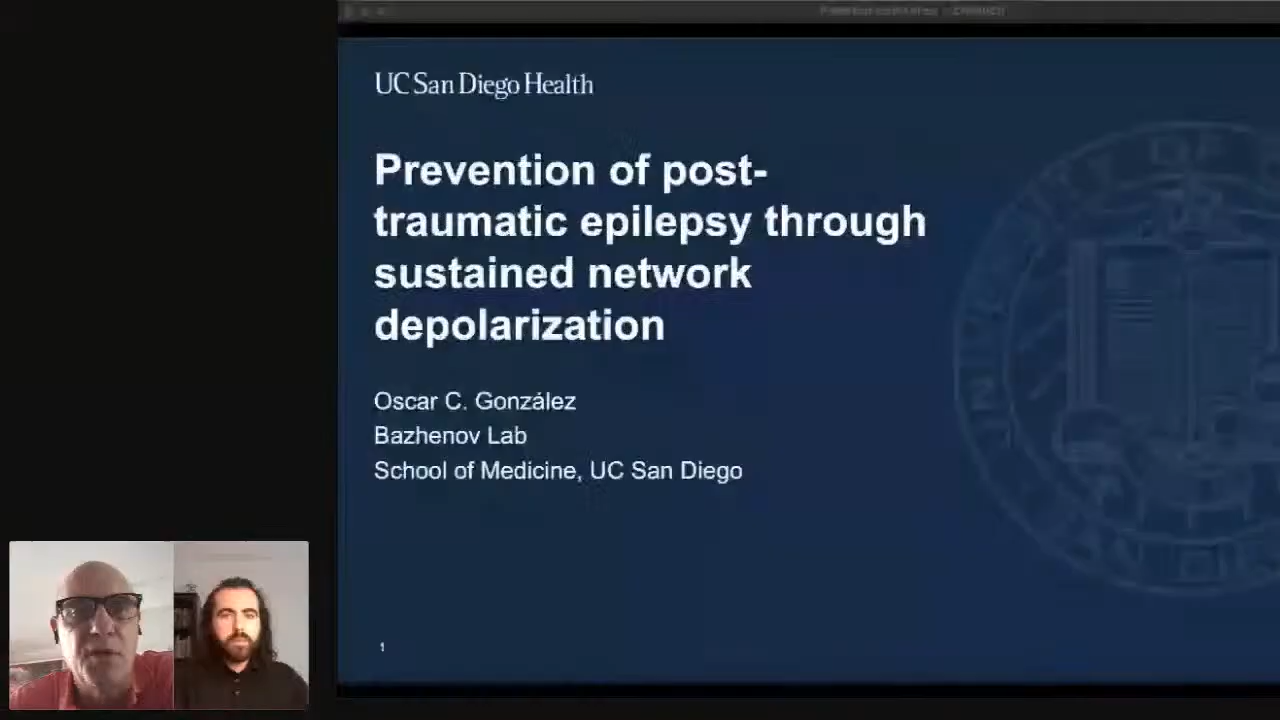 UC San Diego Health
Prevention of post-
traumatic epilepsy through
sustained network
depolarization
Oscar C. González
Bazhenov Lab
School of Medicine, UC San Diego
1